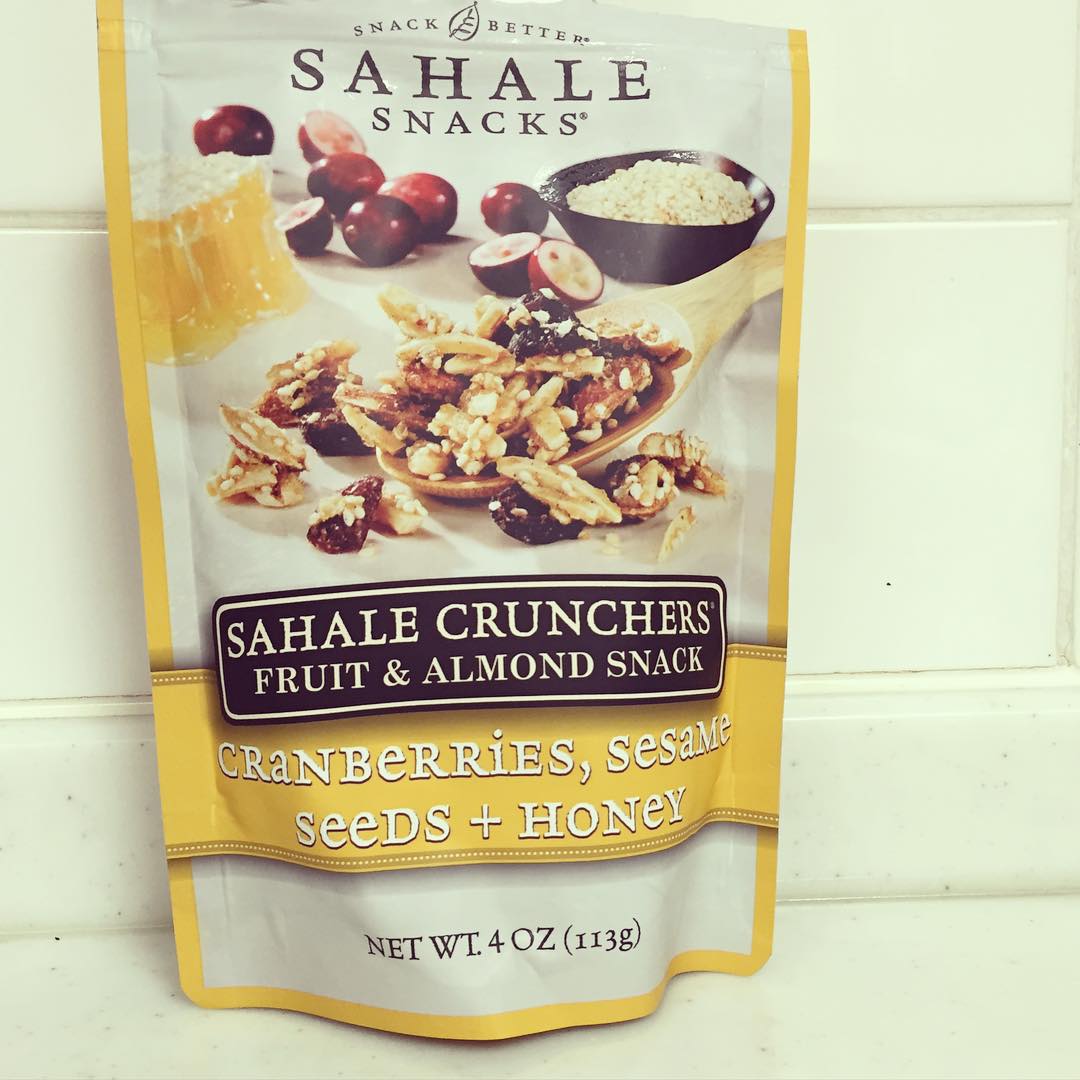 SNACK BETTER®
SAHALE
SNACKS®
SAHALE CRUNCHERS®
FRUIT & ALMOND SNACK
CRaNBeRRiES, SeSaMe
SeeDS + HONeY
NET WT. 4 OZ (113g)